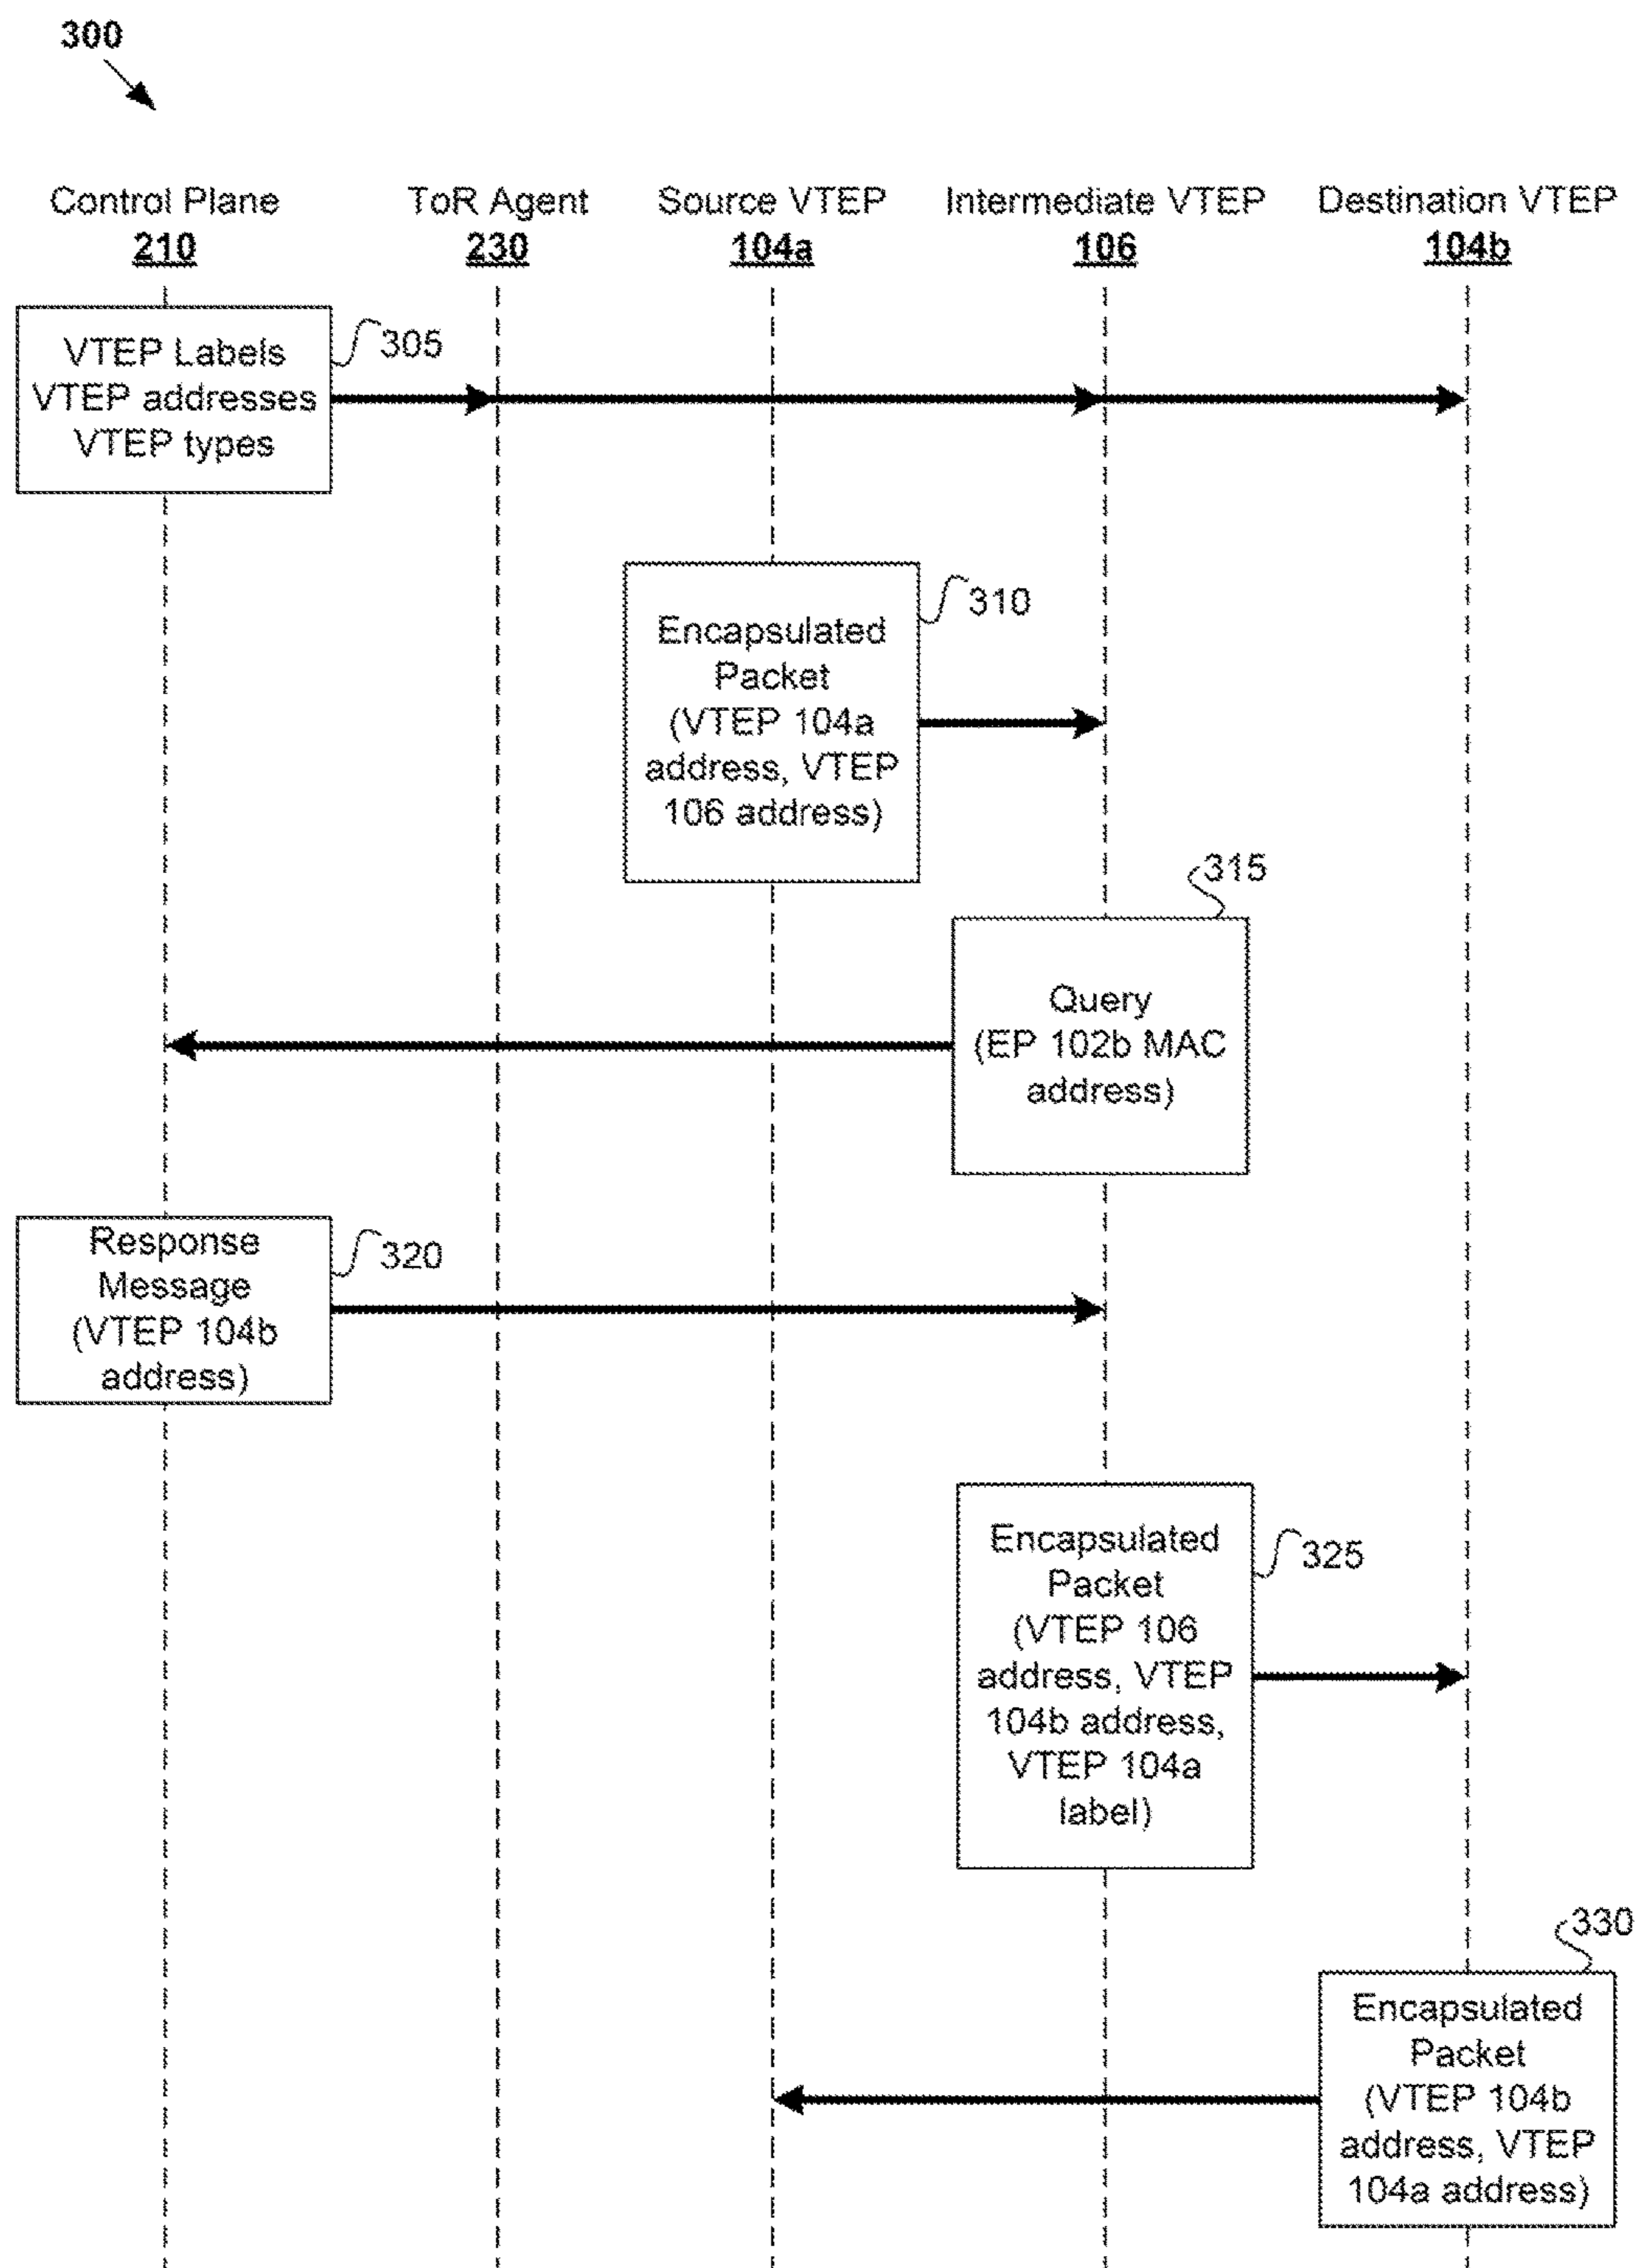 300
Control Plane
210
ToR Agent
230
Source VTEP
104a
Intermediate VTEP
106
Destination VTEP
104b
VTEP Labels
VTEP addresses
VTEP types
305
Encapsulated
Packet
(VTEP 104a
address, VTEP
106 address)
310
Query
(EP 102b MAC
address)
315
Response
Message
(VTEP 104b
address)
320
Encapsulated
Packet
(VTEP 106
address, VTEP
104b address,
VTEP 104a
label)
325
Encapsulated
Packet
(VTEP 104b
address, VTEP
104a address)
330